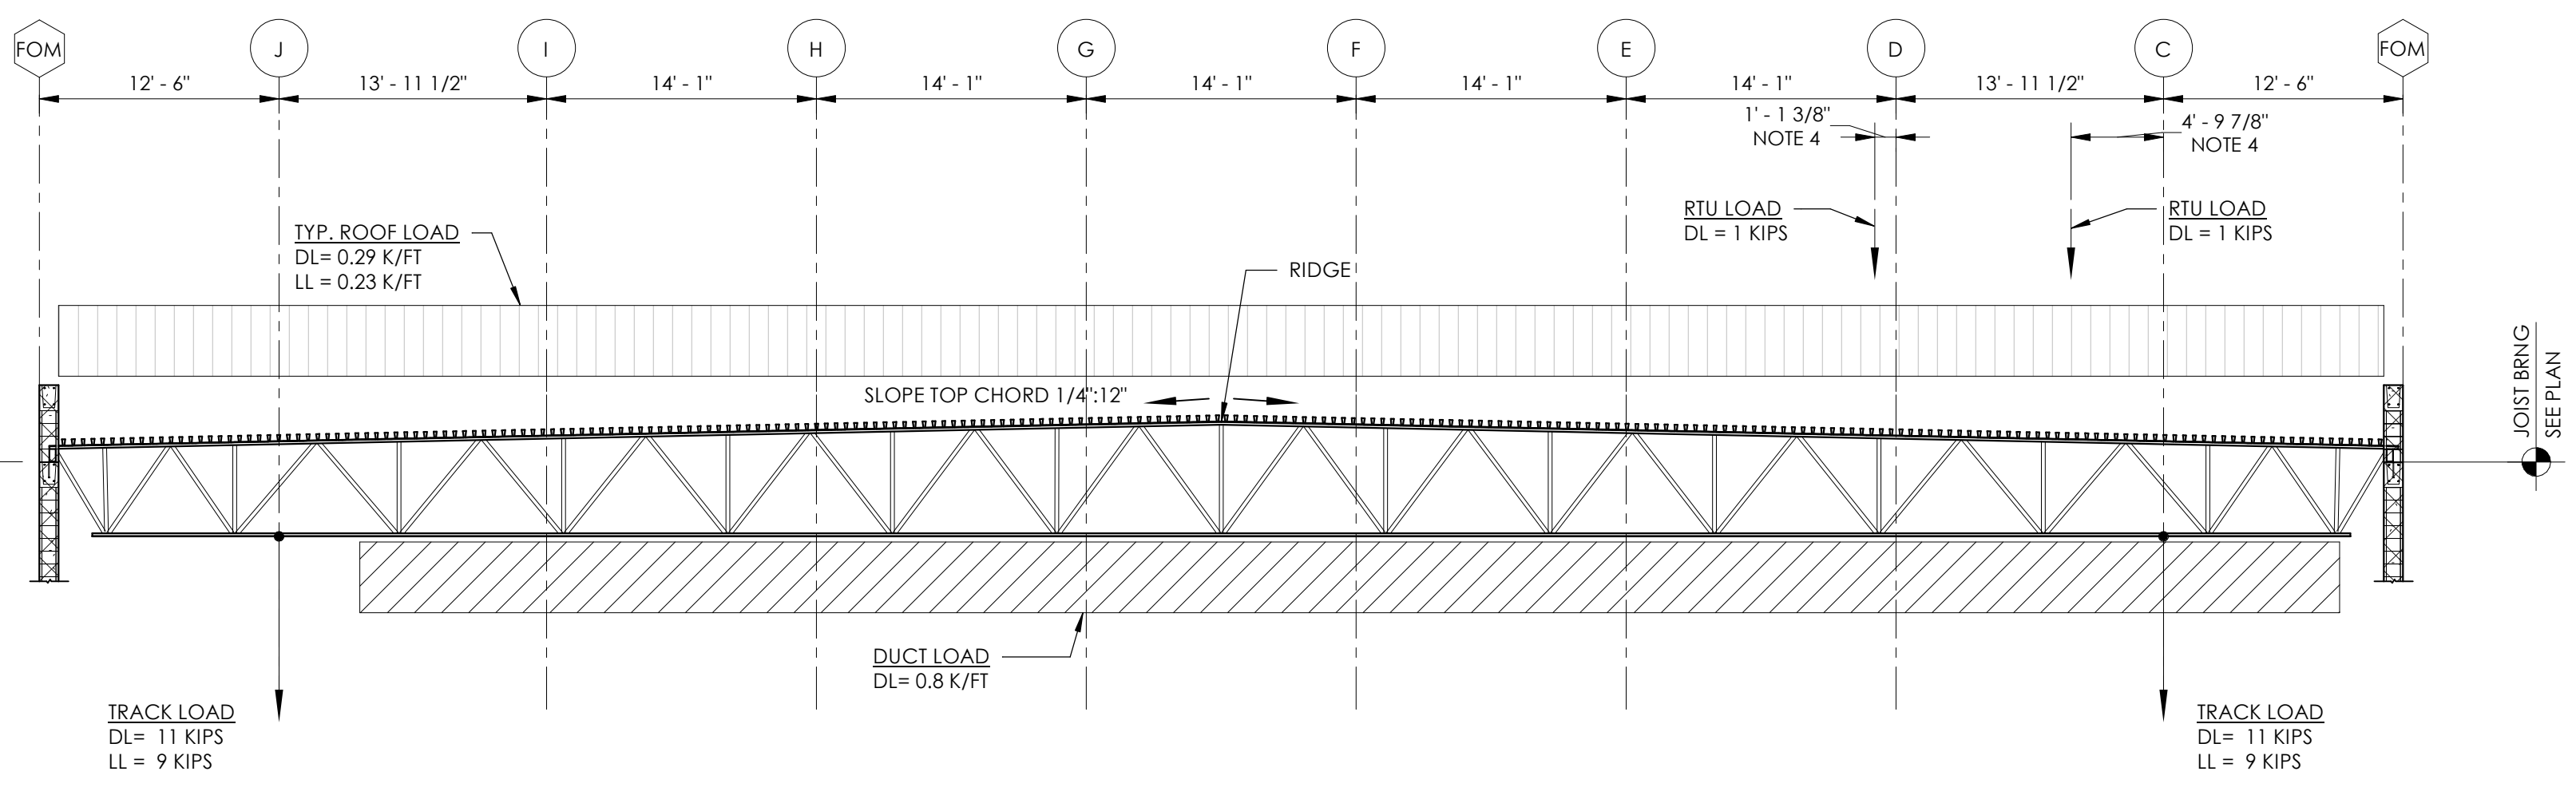 FOM J I H G F E D C FOM
12' - 6" 13' - 11 1/2" 14' - 1" 14' - 1" 14' - 1" 14' - 1" 14' - 1" 13' - 11 1/2" 12' - 6"
1' - 1 3/8"
NOTE 4
4' - 9 7/8"
NOTE 4
RTU LOAD
DL = 1 KIPS
RTU LOAD
DL = 1 KIPS
TYP. ROOF LOAD
DL= 0.29 K/FT
LL = 0.23 K/FT
RIDGE
SLOPE TOP CHORD 1/4":12"
JOIST BRNG
SEE PLAN
DUCT LOAD
DL= 0.8 K/FT
TRACK LOAD
DL= 11 KIPS
LL = 9 KIPS
TRACK LOAD
DL= 11 KIPS
LL = 9 KIPS